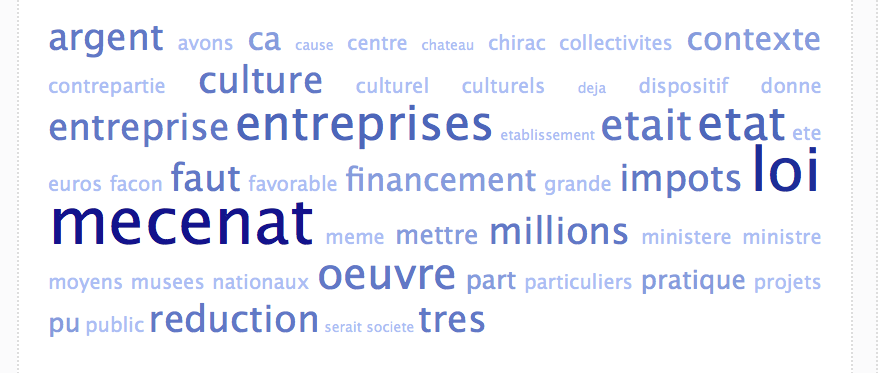 argent avons ca cause centre chateau chirac collectivites contexte
contrepartie culture culturel culturels deja dispositif donne
entreprise entreprises etablissement etait etat ete
euros facon faut favorable financement grande impots loi
mecenat meme mettre millions ministere ministre
moyens musees nationaux oeuvre part particuliers pratique projets
pu public reduction serait societe tres